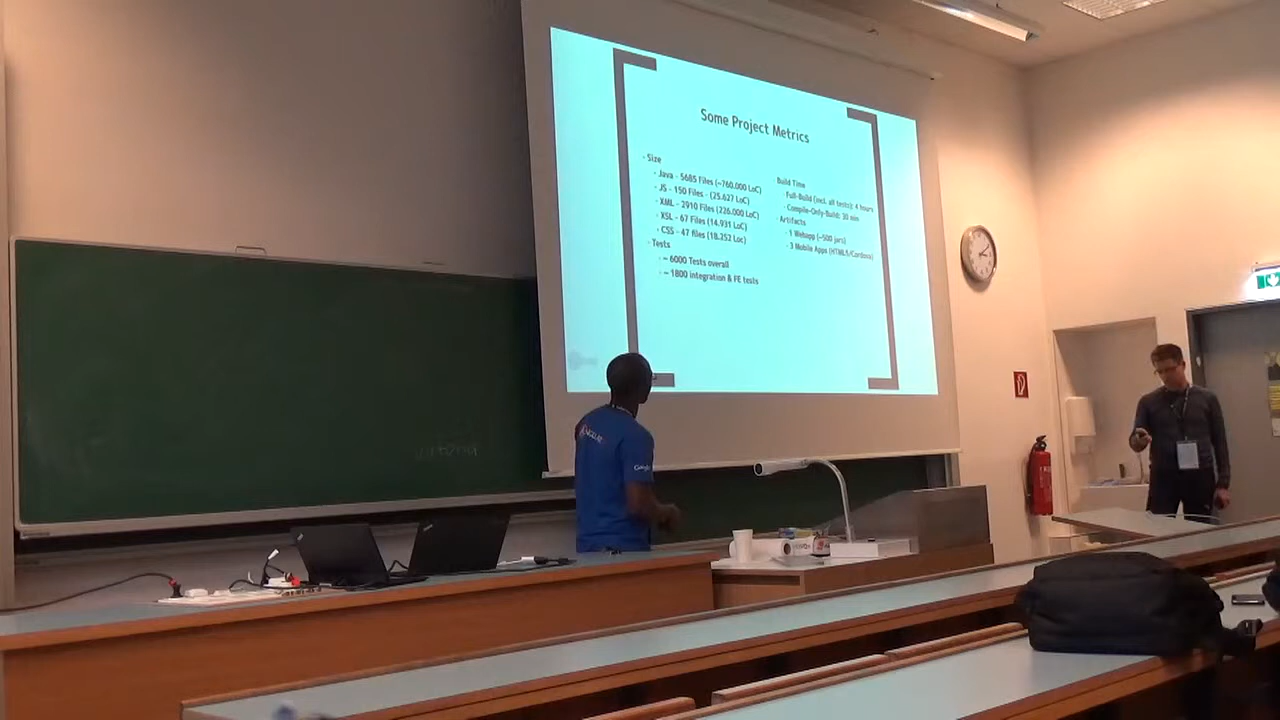 Some Project Metrics
- Size
- Java - 5685 Files (~760.000 LoC)
- JS - 150 Files - (25.627 LoC)
- XML - 2910 Files (226.000 LoC)
- XSL - 67 Files (14.931 LoC)
- CSS - 47 files (18.252 Loc)
- Tests
- ~ 6000 Tests overall
- ~ 1800 integration & FE tests
Build Time
- Full-Build (incl. all tests): 4 hours
- Compile-Only-Build: 30 min
- Artifacts
- 1 Webapp (~500 jars)
- 3 Mobile Apps (HTML5/Cordova)
Google